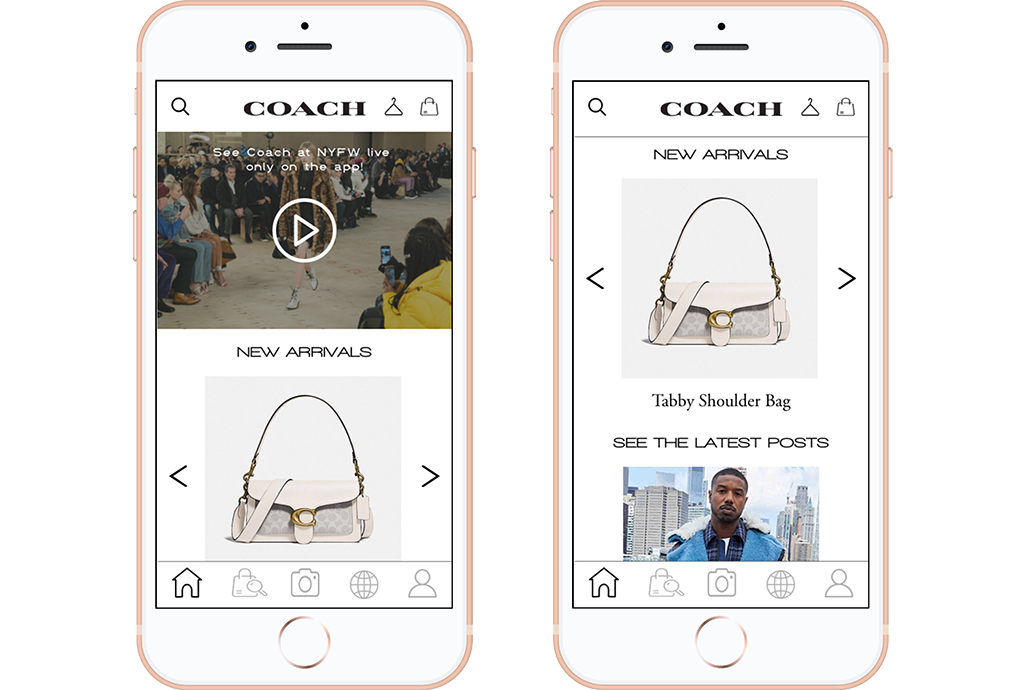 COACH
See Coach at NYFW live
only on the app!
NEW ARRIVALS
COACH
NEW ARRIVALS
Tabby Shoulder Bag
SEE THE LATEST POSTS